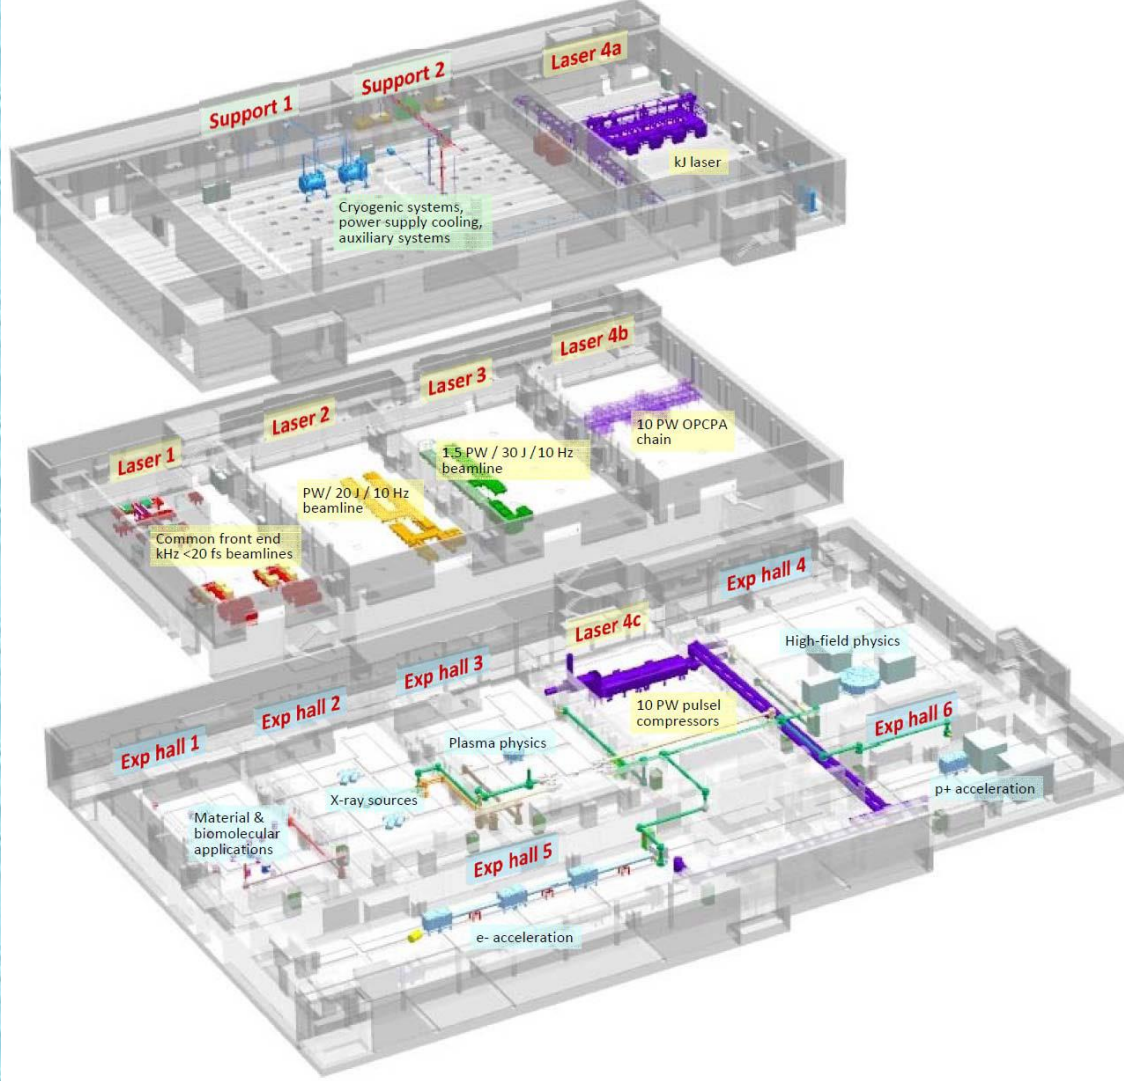 Laser 4a
Support 2
Support 1
kJ laser
Cryogenic systems,
power supply cooling,
auxiliary systems
Laser 4b
Laser 3
Laser 2
Laser 1
10 PW OPCPA
chain
1.5 PW / 30 J / 10 Hz
beamline
PW/ 20 J / 10 Hz
beamline
Common front end
kHz <20 fs beamlines
Exp hall 4
Laser 4c
High-field physics
Exp hall 3
Exp hall 2
Exp hall 1
10 PW pulsel
compressors
Exp hall 6
Plasma physics
p+ acceleration
X-ray sources
Material &
biomolecular
applications
Exp hall 5
e- acceleration